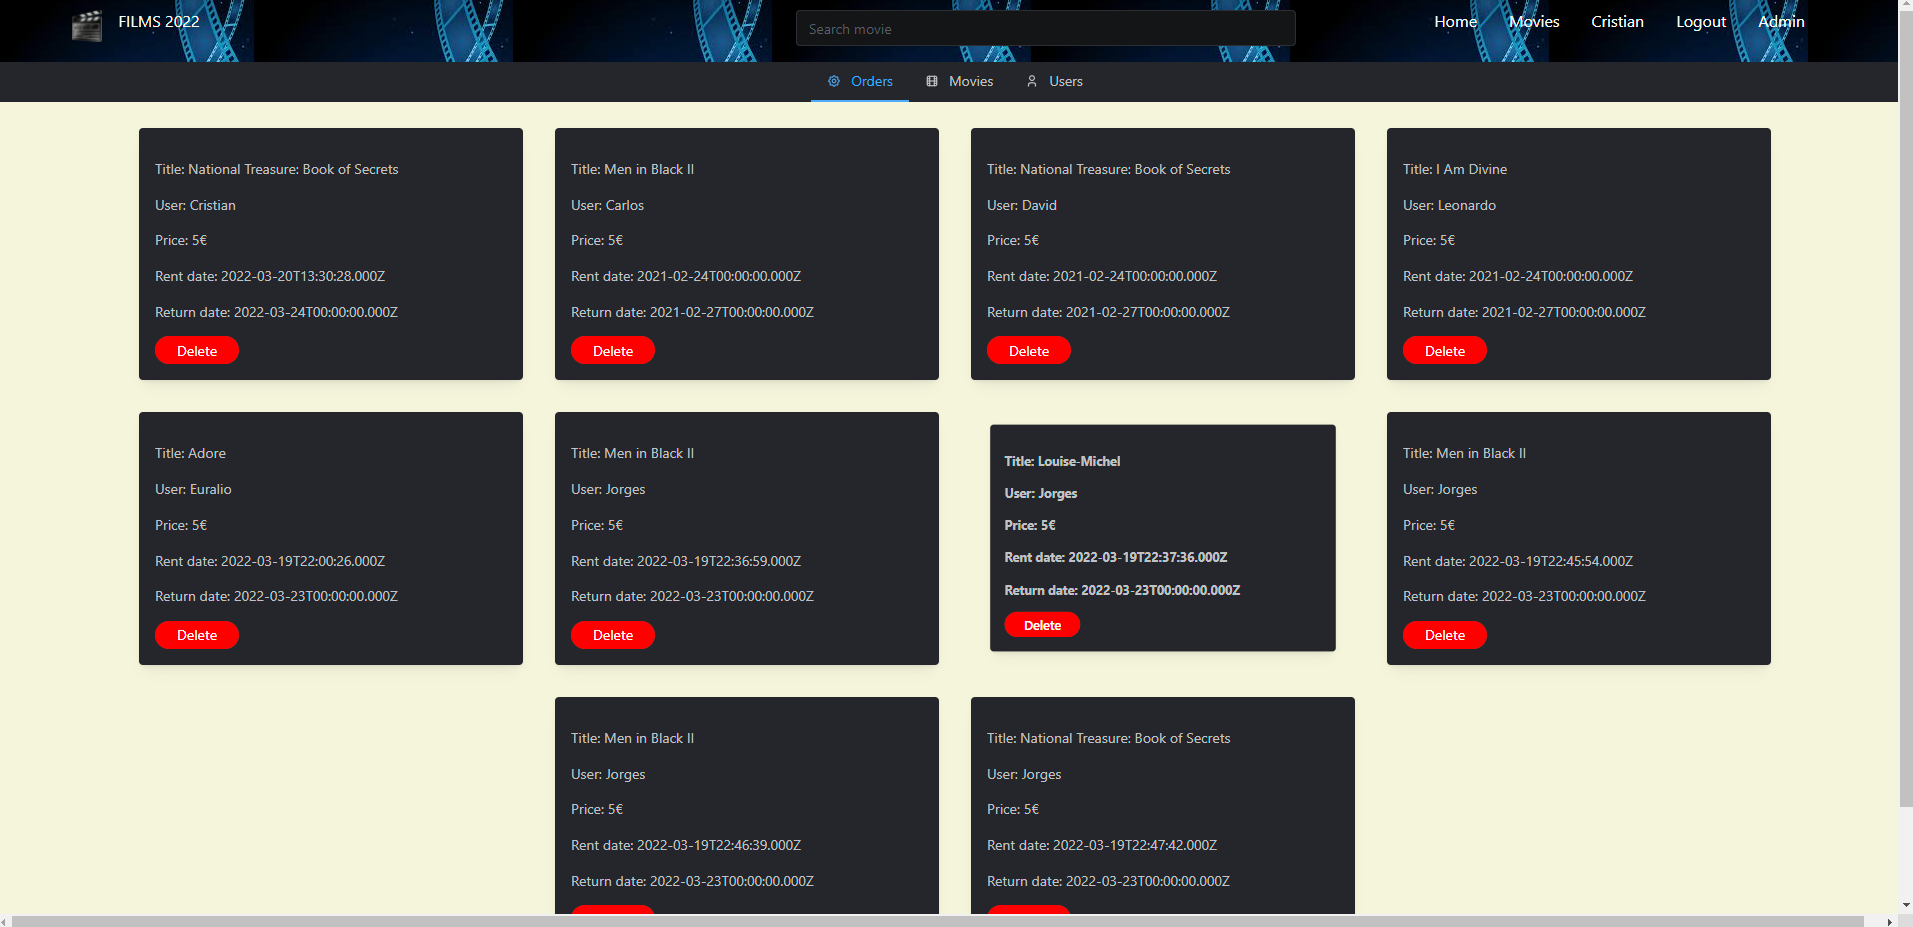 FILMS 2022
Search movie
Home Movies Cristian Logout Admin
Orders Movies Users
Title: National Treasure: Book of Secrets
User: Cristian
Price: 5€
Rent date: 2022-03-20T13:30:28.000Z
Return date: 2022-03-24T00:00:00.000Z
Delete
Title: Men in Black II
User: Carlos
Price: 5€
Rent date: 2021-02-24T00:00:00.000Z
Return date: 2021-02-27T00:00:00.000Z
Delete
Title: National Treasure: Book of Secrets
User: David
Price: 5€
Rent date: 2021-02-24T00:00:00.000Z
Return date: 2021-02-27T00:00:00.000Z
Delete
Title: I Am Divine
User: Leonardo
Price: 5€
Rent date: 2021-02-24T00:00:00.000Z
Return date: 2021-02-27T00:00:00.000Z
Delete
Title: Adore
User: Euralio
Price: 5€
Rent date: 2022-03-19T22:00:26.000Z
Return date: 2022-03-23T00:00:00.000Z
Delete
Title: Men in Black II
User: Jorges
Price: 5€
Rent date: 2022-03-19T22:36:59.000Z
Return date: 2022-03-23T00:00:00.000Z
Delete
Title: Louise-Michel
User: Jorges
Price: 5€
Rent date: 2022-03-19T22:37:36.000Z
Return date: 2022-03-23T00:00:00.000Z
Delete
Title: Men in Black II
User: Jorges
Price: 5€
Rent date: 2022-03-19T22:45:54.000Z
Return date: 2022-03-23T00:00:00.000Z
Delete
Title: Men in Black II
User: Jorges
Price: 5€
Rent date: 2022-03-19T22:46:39.000Z
Return date: 2022-03-23T00:00:00.000Z
Title: National Treasure: Book of Secrets
User: Jorges
Price: 5€
Rent date: 2022-03-19T22:47:42.000Z
Return date: 2022-03-23T00:00:00.000Z